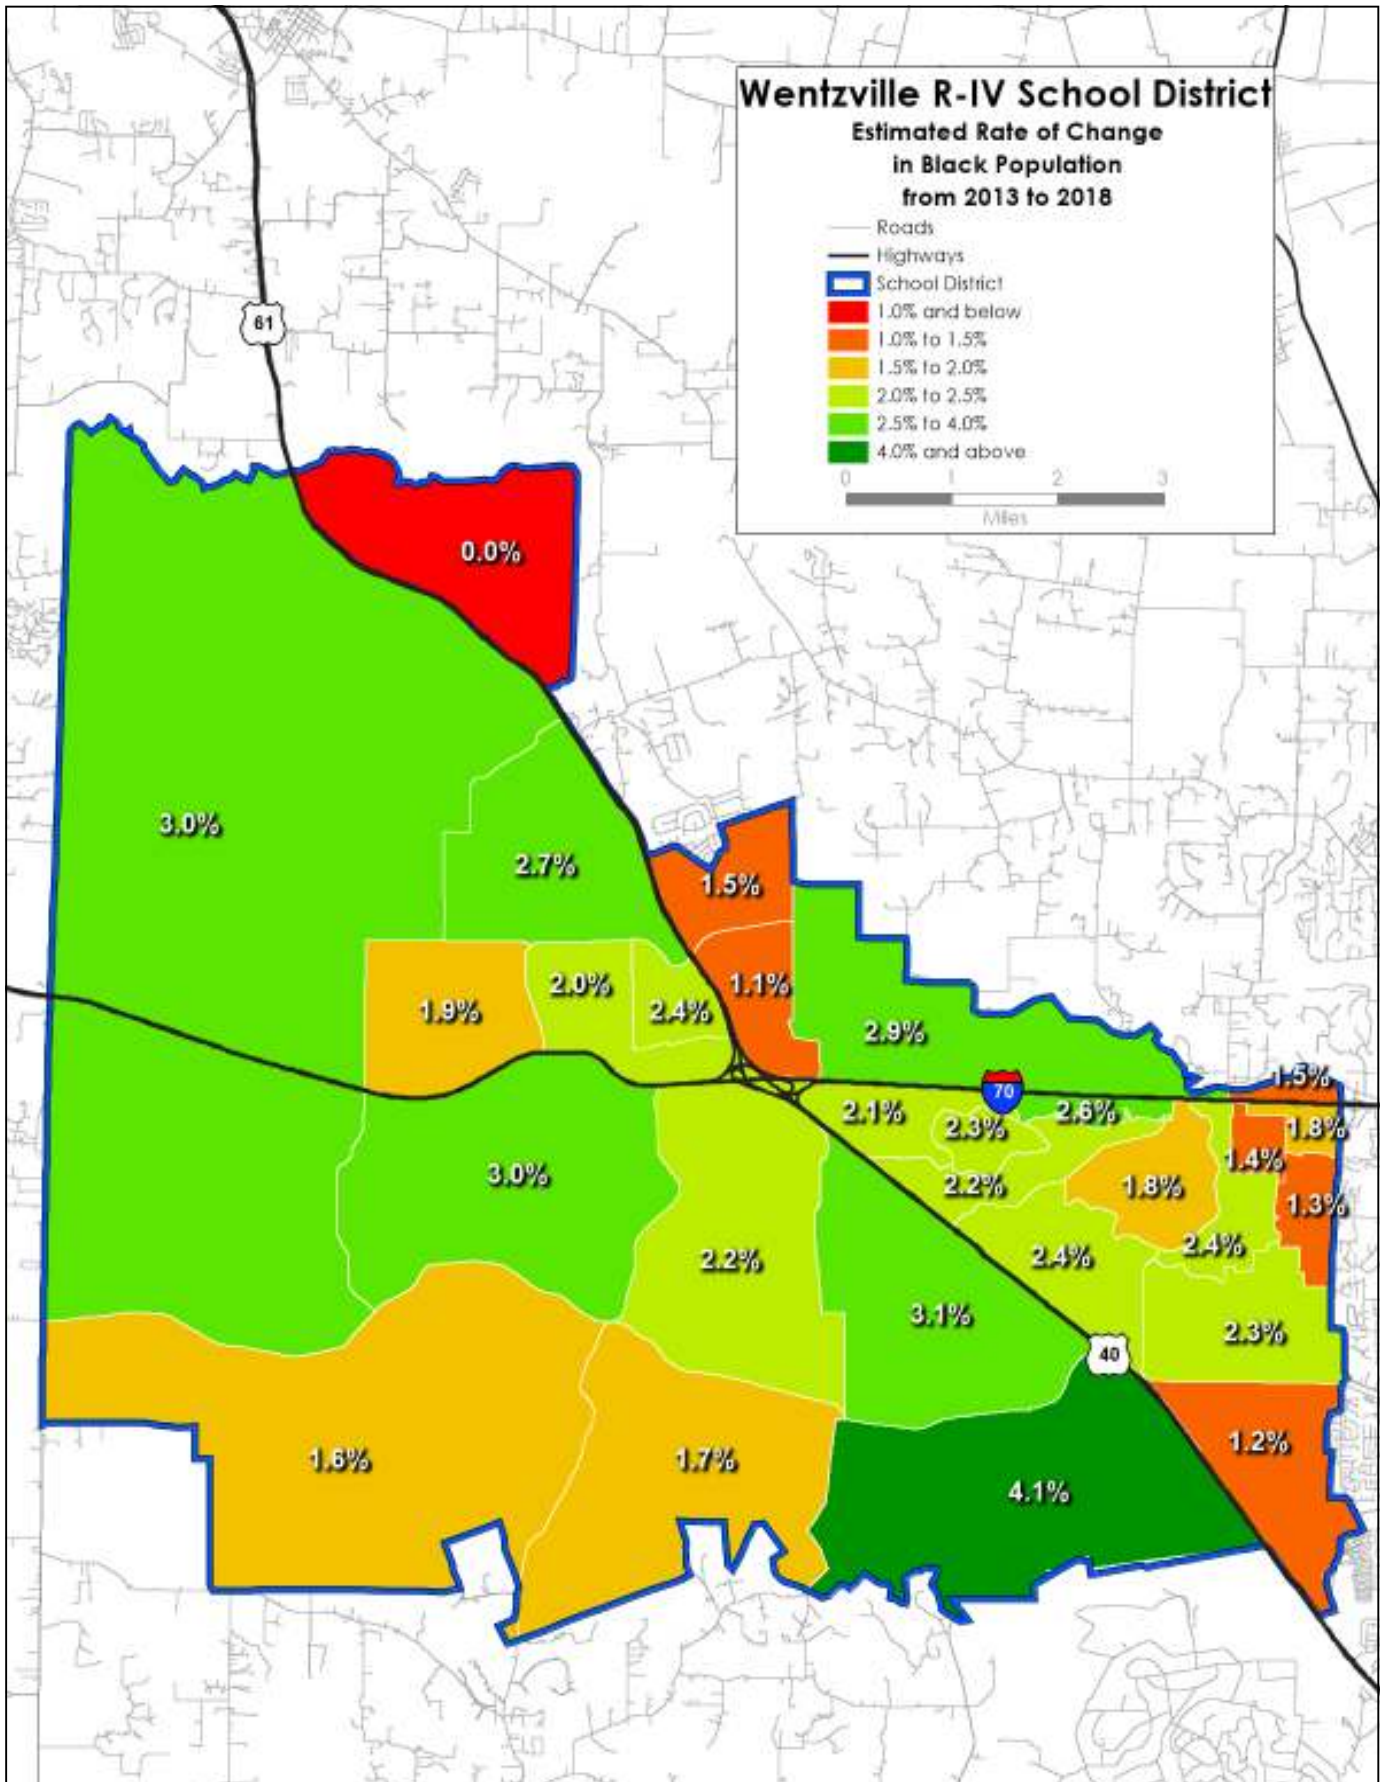 Wentzville R-IV School District
Estimated Rate of Change
in Black Population
from 2013 to 2018
Roads
Highways
School District
1.0% and below
1.0% to 1.5%
1.5% to 2.0%
2.0% to 2.5%
2.5% to 4.0%
4.0% and above
0 1 2 3
Miles
61
0.0%
3.0%
2.7%
1.5%
1.9%
2.0%
2.4%
1.1%
2.9%
70
1.5%
2.1%
2.3%
2.6%
1.8%
1.4%
3.0%
2.2%
1.8%
1.3%
2.2%
2.4%
2.4%
3.1%
2.3%
40
1.6%
1.7%
4.1%
1.2%